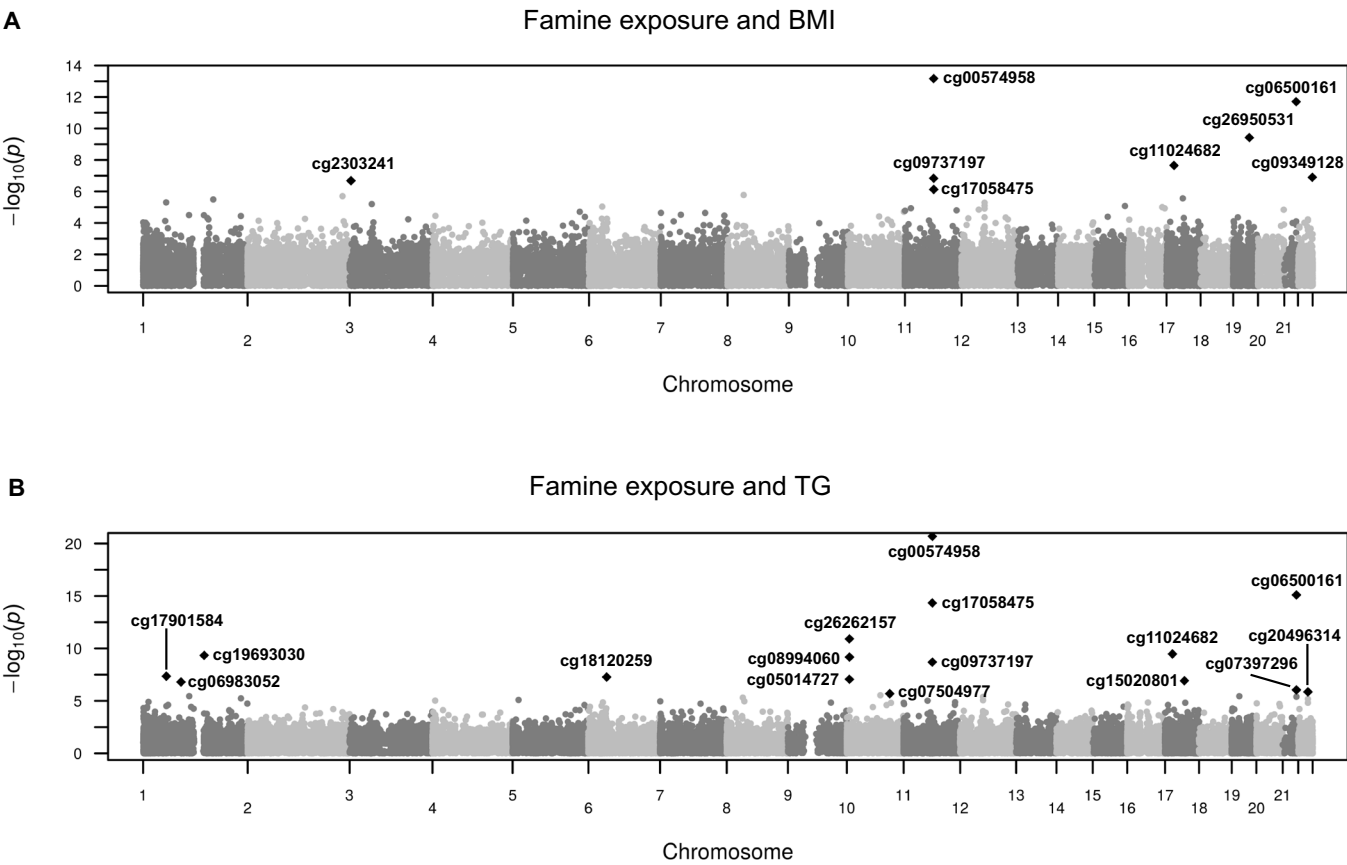 A
Famine exposure and BMI
14
12
10
8
6
4
2
0
−log10(p)
cg00574958
cg06500161
cg26950531
cg11024682
cg2303241
cg09737197
cg09349128
cg17058475
1 2 3 4 5 6 7 8 9 10 11 12 13 14 15 16 17 18 19 20 21
Chromosome
B
Famine exposure and TG
20
15
10
5
0
−log10(p)
cg00574958
cg06500161
cg17058475
cg17901584
cg26262157
cg11024682
cg20496314
cg19693030
cg18120259
cg08994060
cg09737197
cg07397296
cg06983052
cg05014727
cg15020801
cg07504977
1 2 3 4 5 6 7 8 9 10 11 12 13 14 15 16 17 18 19 20 21
Chromosome